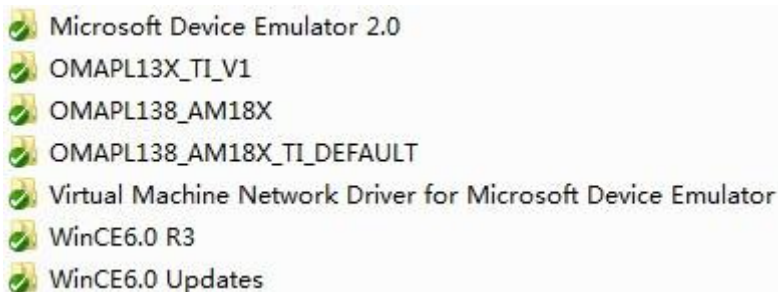 Microsoft Device Emulator 2.0
OMAPL13X_TI_V1
OMAPL138_AM18X
OMAPL138_AM18X_TI_DEFAULT
Virtual Machine Network Driver for Microsoft Device Emulator
WinCE6.0 R3
WinCE6.0 Updates